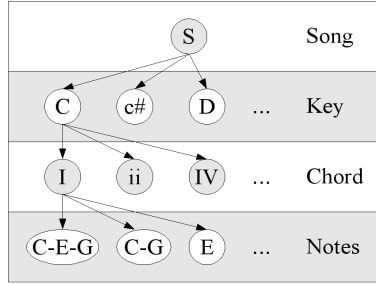 S Song
C c# D ... Key
I ii IV ... Chord
C-E-G C-G E ... Notes